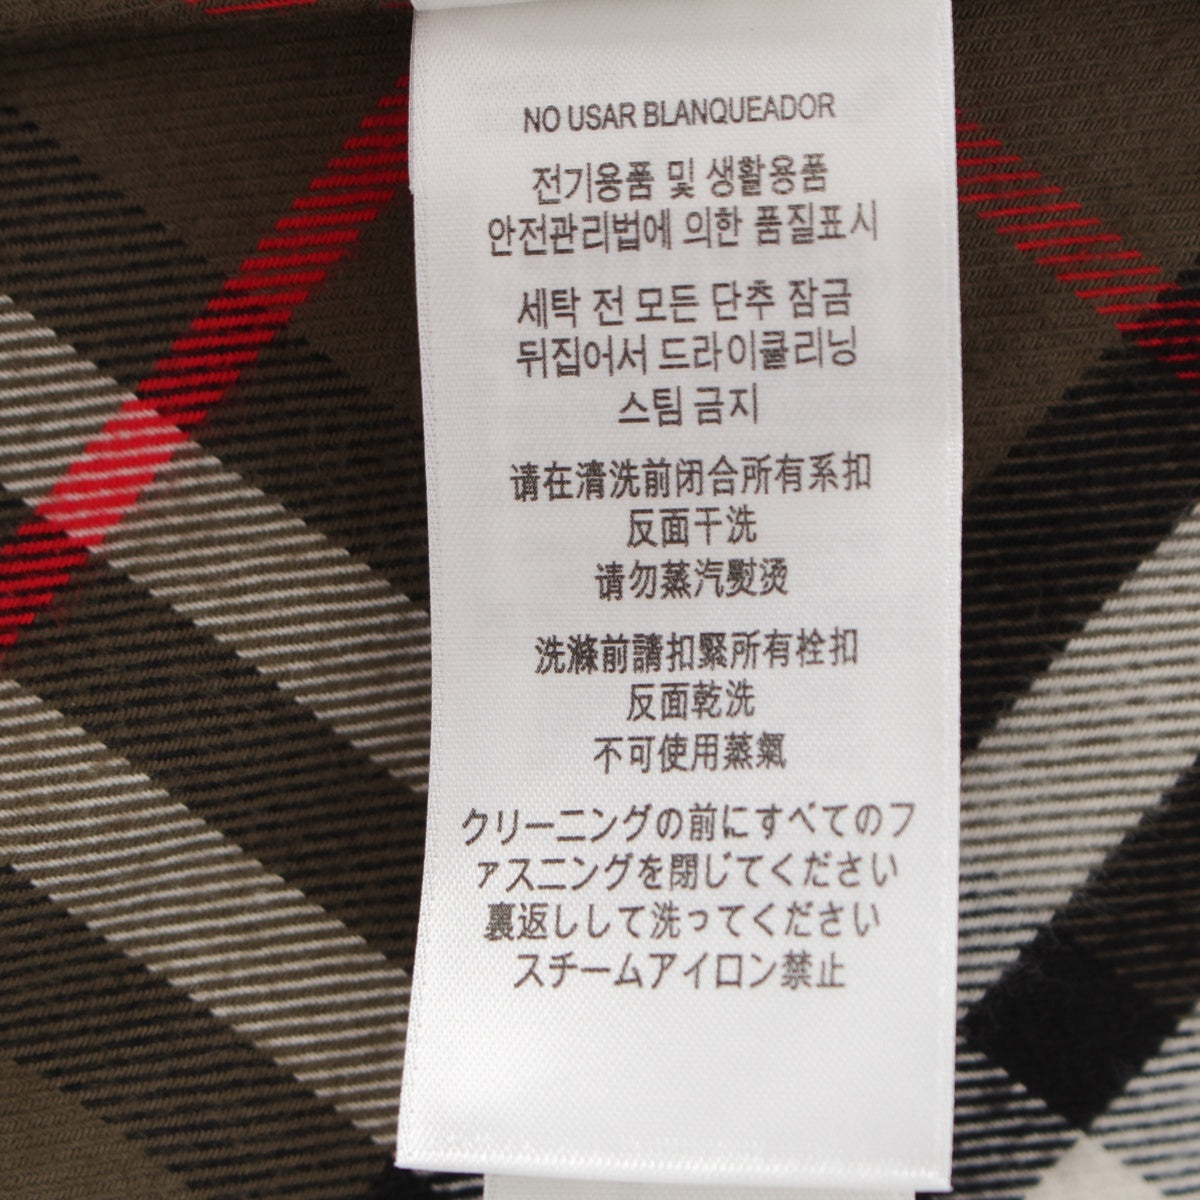 NO USAR BLANQUEADOR
전기용품 및 생활용품
안전관리법에 의한 품질표시
세탁 전 모든 단추 잠금
뒤집어서 드라이쿨리닝
스팀 금지
请在清洗前闭合所有系扣
反面干洗
请勿蒸汽熨烫
洗滌前請扣緊所有栓扣
反面乾洗
不可使用蒸氣
クリーニングの前にすべてのフ
ァスニングを閉じてください
裏返しして洗ってください
スチームアイロン禁止